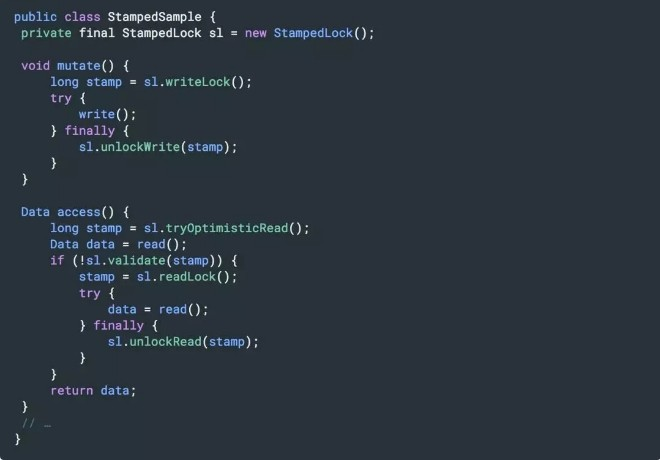 public class StampedSample {
 private final StampedLock sl = new StampedLock();

 void mutate() {
     long stamp = sl.writeLock();
     try {
         write();
     } finally {
         sl.unlockWrite(stamp);
     }
 }

 Data access() {
     long stamp = sl.tryOptimisticRead();
     Data data = read();
     if (!sl.validate(stamp)) {
         stamp = sl.readLock();
         try {
             data = read();
         } finally {
             sl.unlockRead(stamp);
         }
     }
     return data;
 }
 // …
}